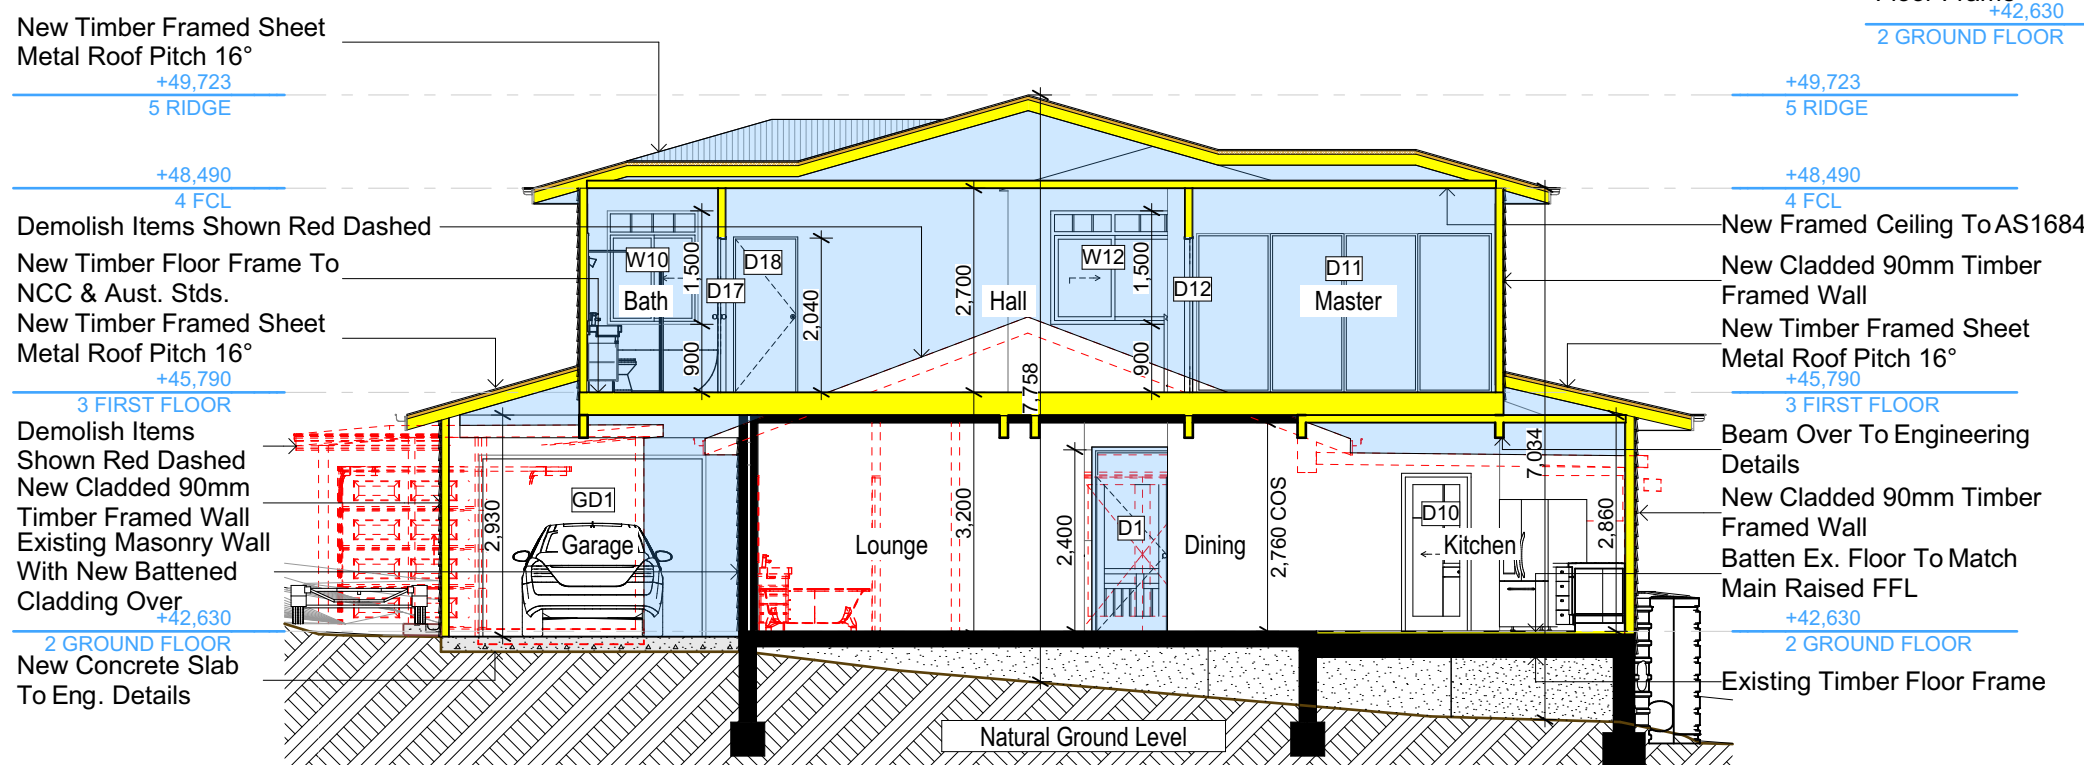 New Timber Framed Sheet
Metal Roof Pitch 16°
+49,723
5 RIDGE
+48,490
4 FCL
Demolish Items Shown Red Dashed
New Timber Floor Frame To
NCC & Aust. Stds.
New Timber Framed Sheet
Metal Roof Pitch 16°
+45,790
3 FIRST FLOOR
Demolish Items
Shown Red Dashed
New Cladded 90mm
Timber Framed Wall
Existing Masonry Wall
With New Battened
Cladding Over
+42,630
2 GROUND FLOOR
New Concrete Slab
To Eng. Details
W10
Bath
1,500
900
D17
D18
2,040
2,700
Hall
7,758
W12
1,500
900
D12
D11
Master
GD1
2,930
Garage
Lounge
3,200
2,400
D1
Dining
2,760 COS
D10
Kitchen
7,034
2,860
Natural Ground Level
+42,630
2 GROUND FLOOR
+49,723
5 RIDGE
+48,490
4 FCL
New Framed Ceiling To AS1684
New Cladded 90mm Timber
Framed Wall
New Timber Framed Sheet
Metal Roof Pitch 16°
+45,790
3 FIRST FLOOR
Beam Over To Engineering
Details
New Cladded 90mm Timber
Framed Wall
Batten Ex. Floor To Match
Main Raised FFL
+42,630
2 GROUND FLOOR
Existing Timber Floor Frame